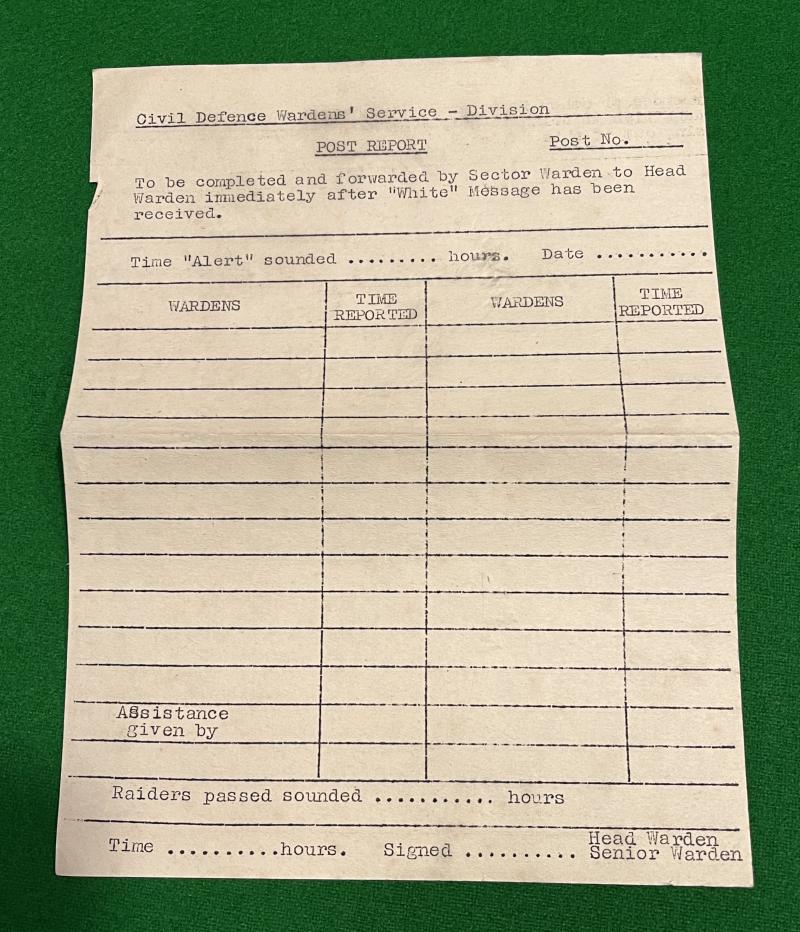 Civil Defence Wardens' Service - Division
POST REPORT Post No.
To be completed and forwarded by Sector Warden to Head
Warden immediately after "White" Message has been
received.
Time "Alert" sounded ......... hours. Date ...........
WARDENS TIME REPORTED WARDENS TIME REPORTED
Assistance
given by
Raiders passed sounded ........... hours
Time ..........hours. Signed .......... Head Warden
Senior Warden